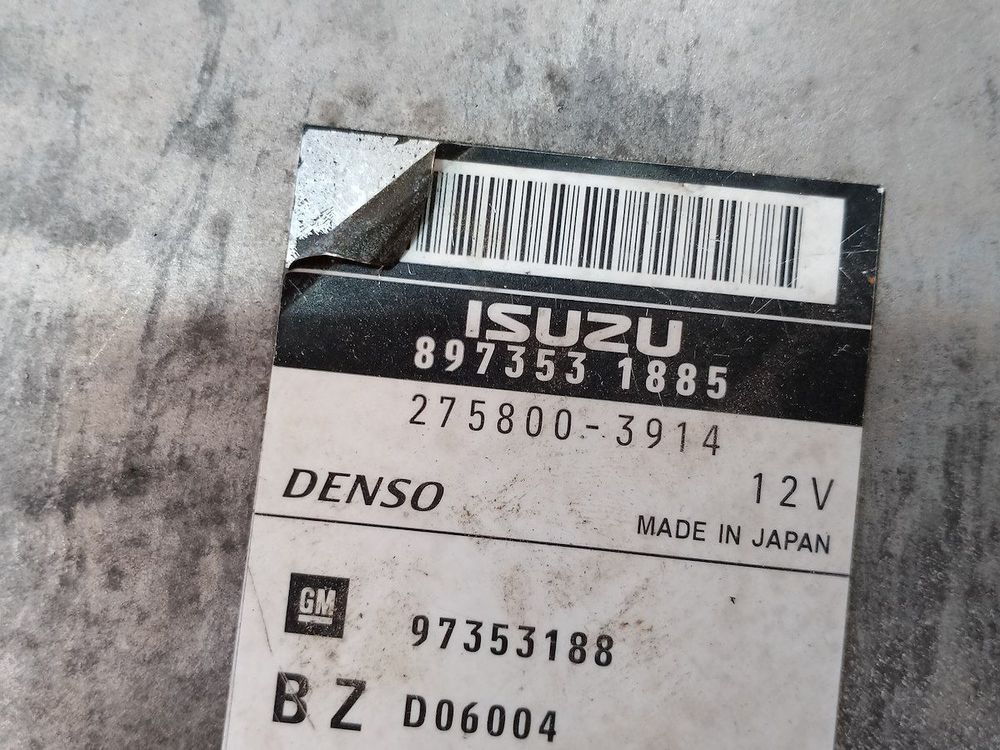 ISUZU
897353 1885
275800-3914
DENSO
12V
MADE IN JAPAN
GM
97353188
BZ
D06004